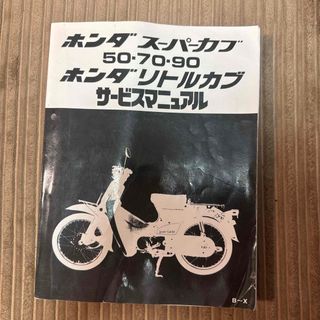 ホンダ スーパーカブ
50·70·90
ホンダ リトルカブ
サービスマニュアル
B〜X